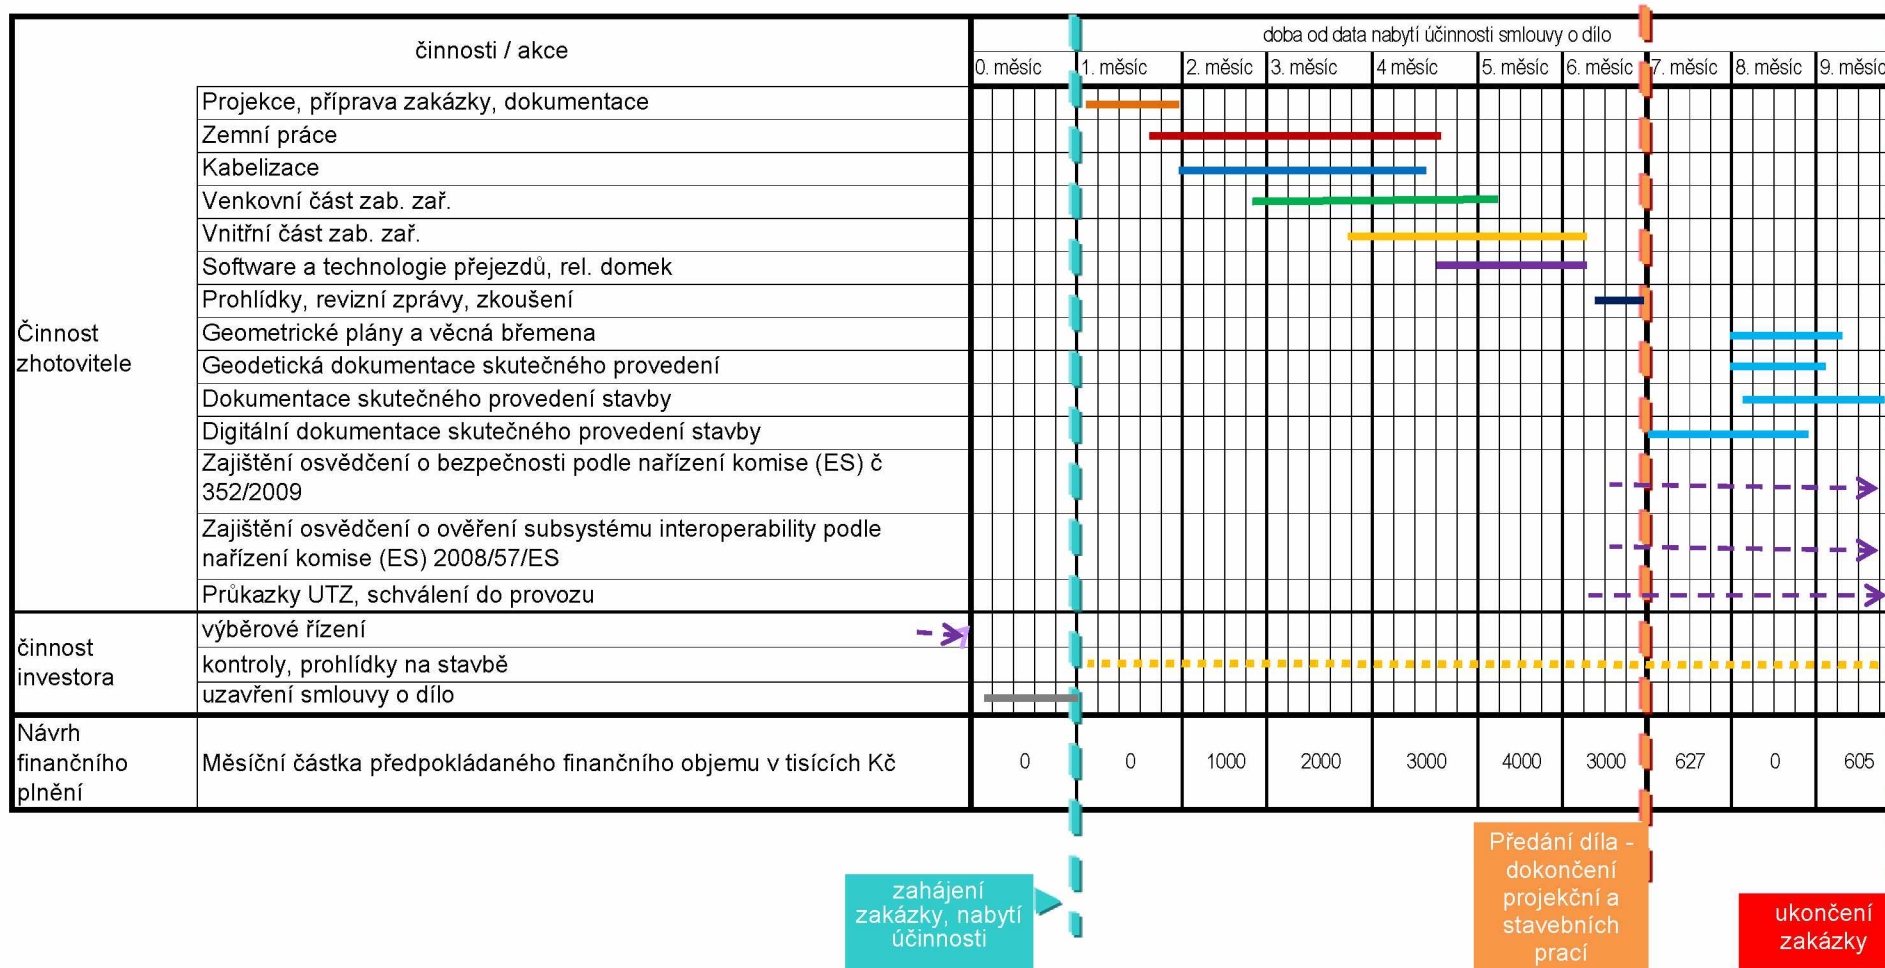 činnosti / akce
doba od data nabytí účinnosti smlouvy o dílo
0. měsíc 1. měsíc 2. měsíc 3. měsíc 4 měsíc 5. měsíc 6. měsíc 7. měsíc 8. měsíc 9. měsíc
Činnost
zhotovitele
Projekce, příprava zakázky, dokumentace
Zemní práce
Kabelizace
Venkovní část zab. zař.
Vnitřní část zab. zař.
Software a technologie přejezdů, rel. domek
Prohlídky, revizní zprávy, zkoušení
Geometrické plány a věcná břemena
Geodetická dokumentace skutečného provedení
Dokumentace skutečného provedení stavby
Digitální dokumentace skutečného provedení stavby
Zajištění osvědčení o bezpečnosti podle nařízení komise (ES) č
352/2009
Zajištění osvědčení o ověření subsystému interoperability podle
nařízení komise (ES) 2008/57/ES
Průkazky UTZ, schválení do provozu
činnost
investora
výběrové řízení
kontroly, prohlídky na stavbě
uzavření smlouvy o dílo
Návrh
finančního
plnění
Měsíční částka předpokládaného finančního objemu v tisících Kč
0 0 1000 2000 3000 4000 3000 627 0 605
zahájení
zakázky, nabytí
účinnosti
Předání díla -
dokončení
projekční a
stavebních
prací
ukončení
zakázky